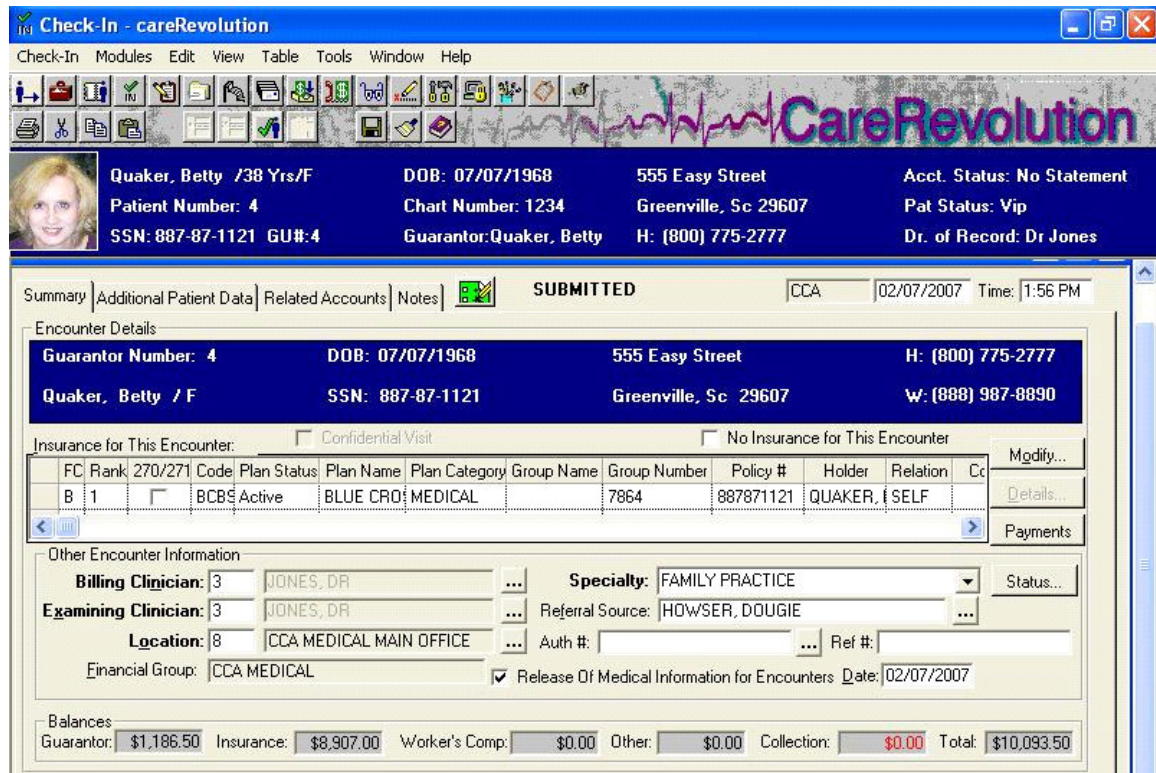 Check-In - careRevolution
Check-In Modules Edit View Table Tools Window Help
CareRevolution
Quaker, Betty /38 Yrs/F DOB: 07/07/1968 555 Easy Street Acct. Status: No Statement
Patient Number: 4 Chart Number: 1234 Greenville, Sc 29607 Pat Status: Vip
SSN: 887-87-1121 GU#:4 Guarantor:Quaker, Betty H: (800) 775-2777 Dr. of Record: Dr Jones
Summary Additional Patient Data Related Accounts Notes SUBMITTED CCA 02/07/2007 Time: 1:56 PM
Encounter Details
Guarantor Number: 4 DOB: 07/07/1968 555 Easy Street H: (800) 775-2777
Quaker, Betty / F SSN: 887-87-1121 Greenville, Sc 29607 W: (888) 987-8890
Insurance for This Encounter: Confidential Visit No Insurance for This Encounter Modify...
FC Rank 270/271 Code Plan Status Plan Name Plan Category Group Name Group Number Policy # Holder Relation Cc
B 1 BCBS Active BLUE CRO MEDICAL 7864 887871121 QUAKER, SELF Details...
Payments
Other Encounter Information
Billing Clinician: 3 JONES, DR ... Specialty: FAMILY PRACTICE Status...
Examining Clinician: 3 JONES, DR ... Referral Source: HOWSER, DOUGIE ...
Location: 8 CCA MEDICAL MAIN OFFICE ... Auth #: ... Ref #:
Financial Group: CCA MEDICAL Release Of Medical Information for Encounters Date: 02/07/2007
Balances
Guarantor: $1,186.50 Insurance: $8,907.00 Worker's Comp: $0.00 Other: $0.00 Collection: $0.00 Total: $10,093.50